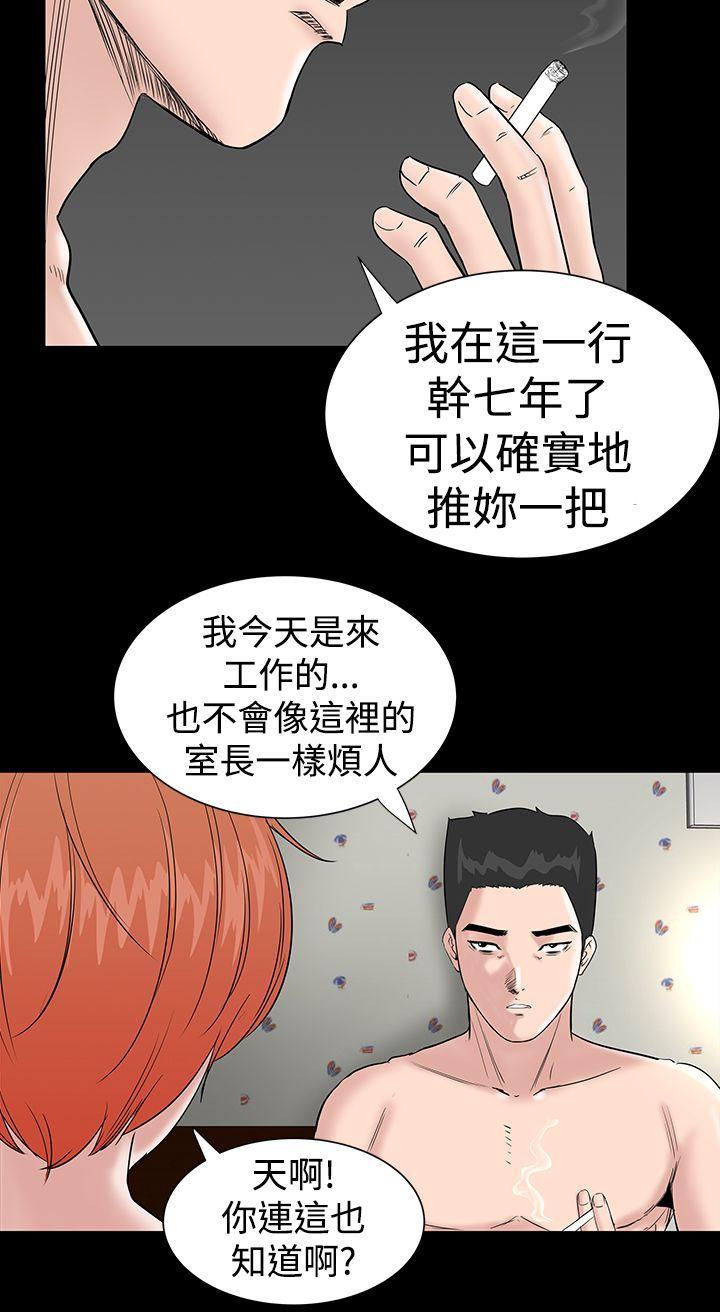 我在這一行
幹七年了
可以確實地
推妳一把
我今天是來
工作的...
也不會像這裡的
室長一樣煩人
天啊!
你連這也
知道啊?